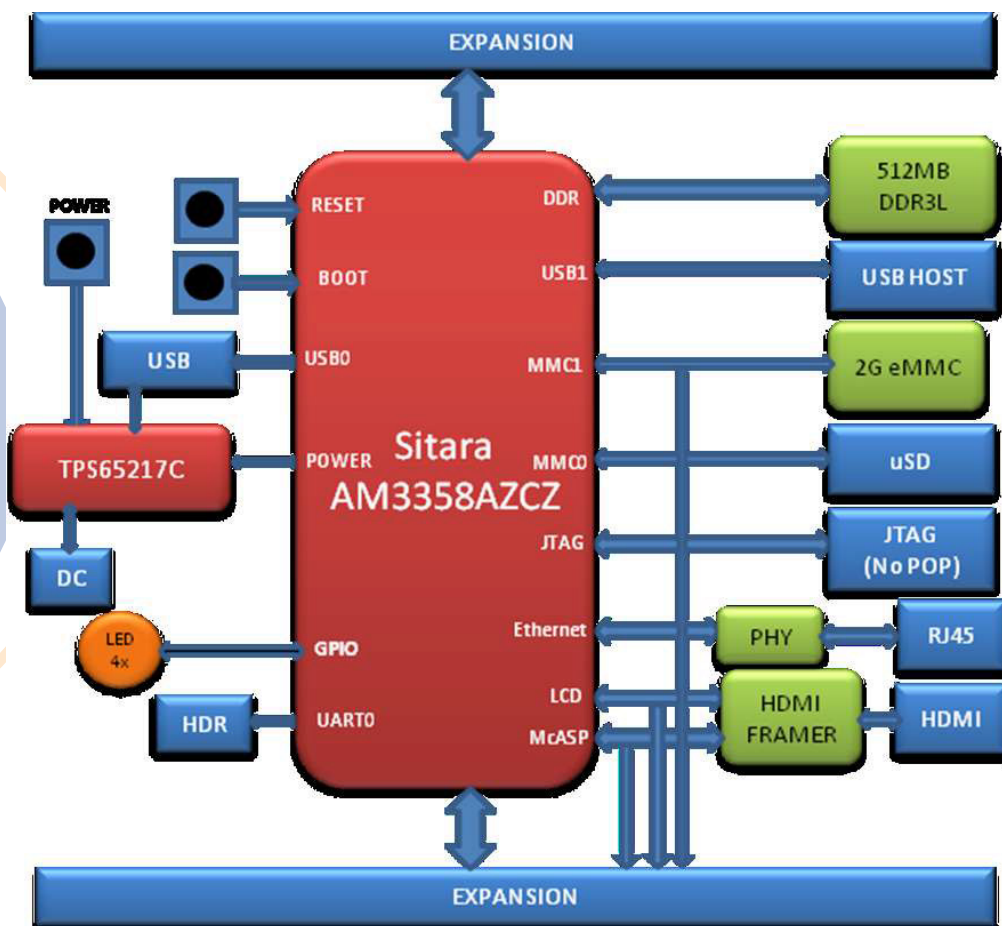 EXPANSION
POWER
RESET
BOOT
USB
USB0
TPS65217C
POWER
DC
LED
4x
GPIO
HDR
UART0
Sitara
AM3358AZCZ
DDR
USB1
MMC1
MMC0
JTAG
Ethernet
LCD
McASP
512MB
DDR3L
USB HOST
2G eMMC
uSD
JTAG
(No POP)
PHY
RJ45
HDMI
FRAMER
HDMI
EXPANSION